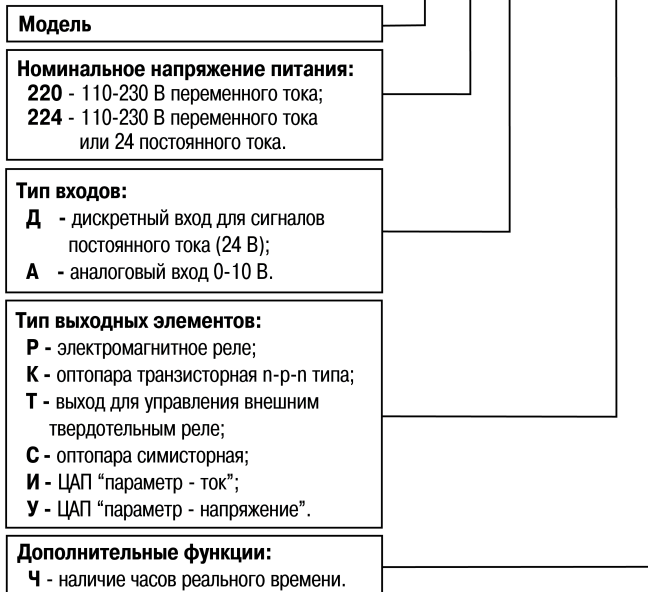 Модель
Номинальное напряжение питания:
220 - 110-230 В переменного тока;
224 - 110-230 В переменного тока
или 24 постоянного тока.
Тип входов:
Д - дискретный вход для сигналов
постоянного тока (24 В);
А - аналоговый вход 0-10 В.
Тип выходных элементов:
Р - электромагнитное реле;
К - оптопара транзисторная n-p-n типа;
Т - выход для управления внешним
твердотельным реле;
С - оптопара симисторная;
И - ЦАП “параметр - ток”;
У - ЦАП “параметр - напряжение”.
Дополнительные функции:
Ч - наличие часов реального времени.